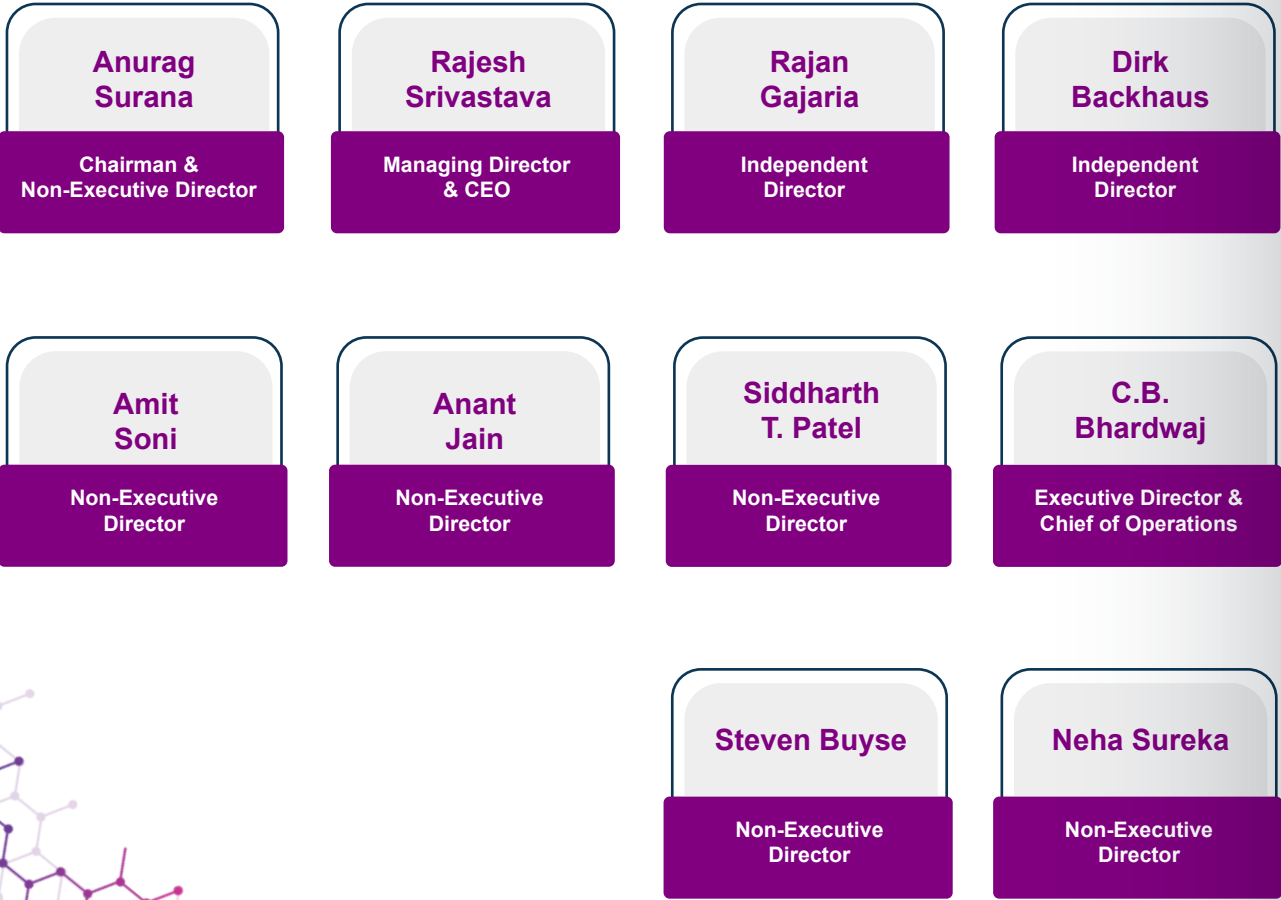 Anurag
Surana
Chairman &
Non-Executive Director
Rajesh
Srivastava
Managing Director
& CEO
Rajan
Gajaria
Independent
Director
Dirk
Backhaus
Independent
Director
Amit
Soni
Non-Executive
Director
Anant
Jain
Non-Executive
Director
Siddharth
T. Patel
Non-Executive
Director
C.B.
Bhardwaj
Executive Director &
Chief of Operations
Steven Buyse
Non-Executive
Director
Neha Sureka
Non-Executive
Director